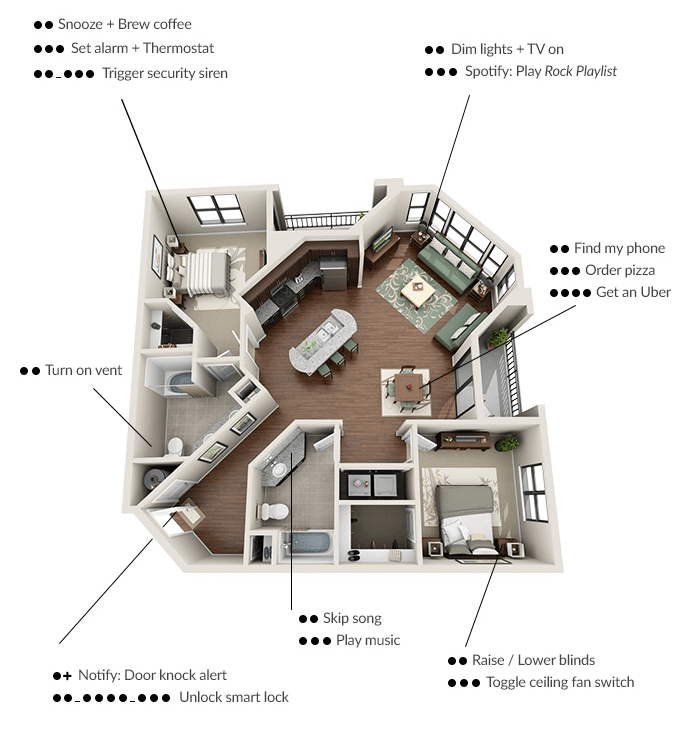 ●● Snooze + Brew coffee
●●● Set alarm + Thermostat
●●_●●● Trigger security siren
●● Dim lights + TV on
●●● Spotify: Play Rock Playlist
●● Find my phone
●●● Order pizza
●●●● Get an Uber
●● Turn on vent
●● Skip song
●●● Play music
●+ Notify: Door knock alert
●●_●●●●_●●● Unlock smart lock
●● Raise / Lower blinds
●●● Toggle ceiling fan switch